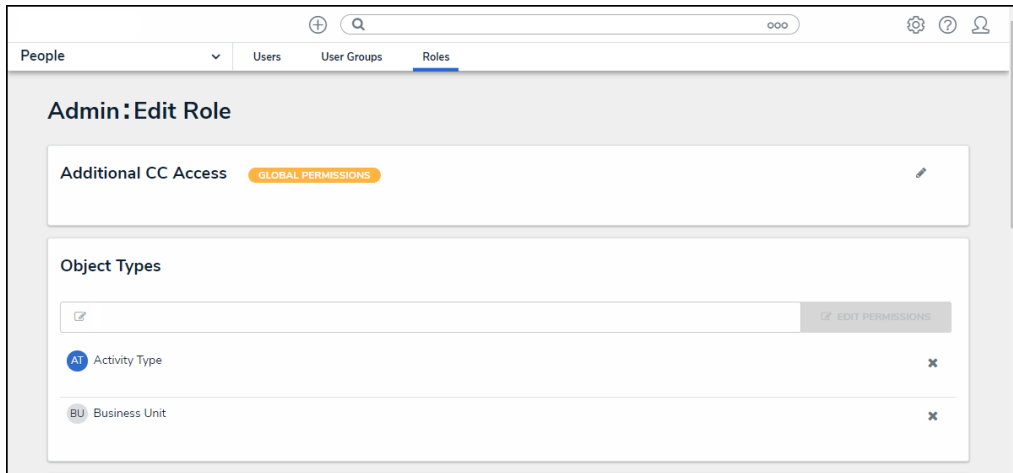 People Users User Groups Roles
Admin:Edit Role
Additional CC Access GLOBAL PERMISSIONS
Object Types
EDIT PERMISSIONS
AT Activity Type
BU Business Unit